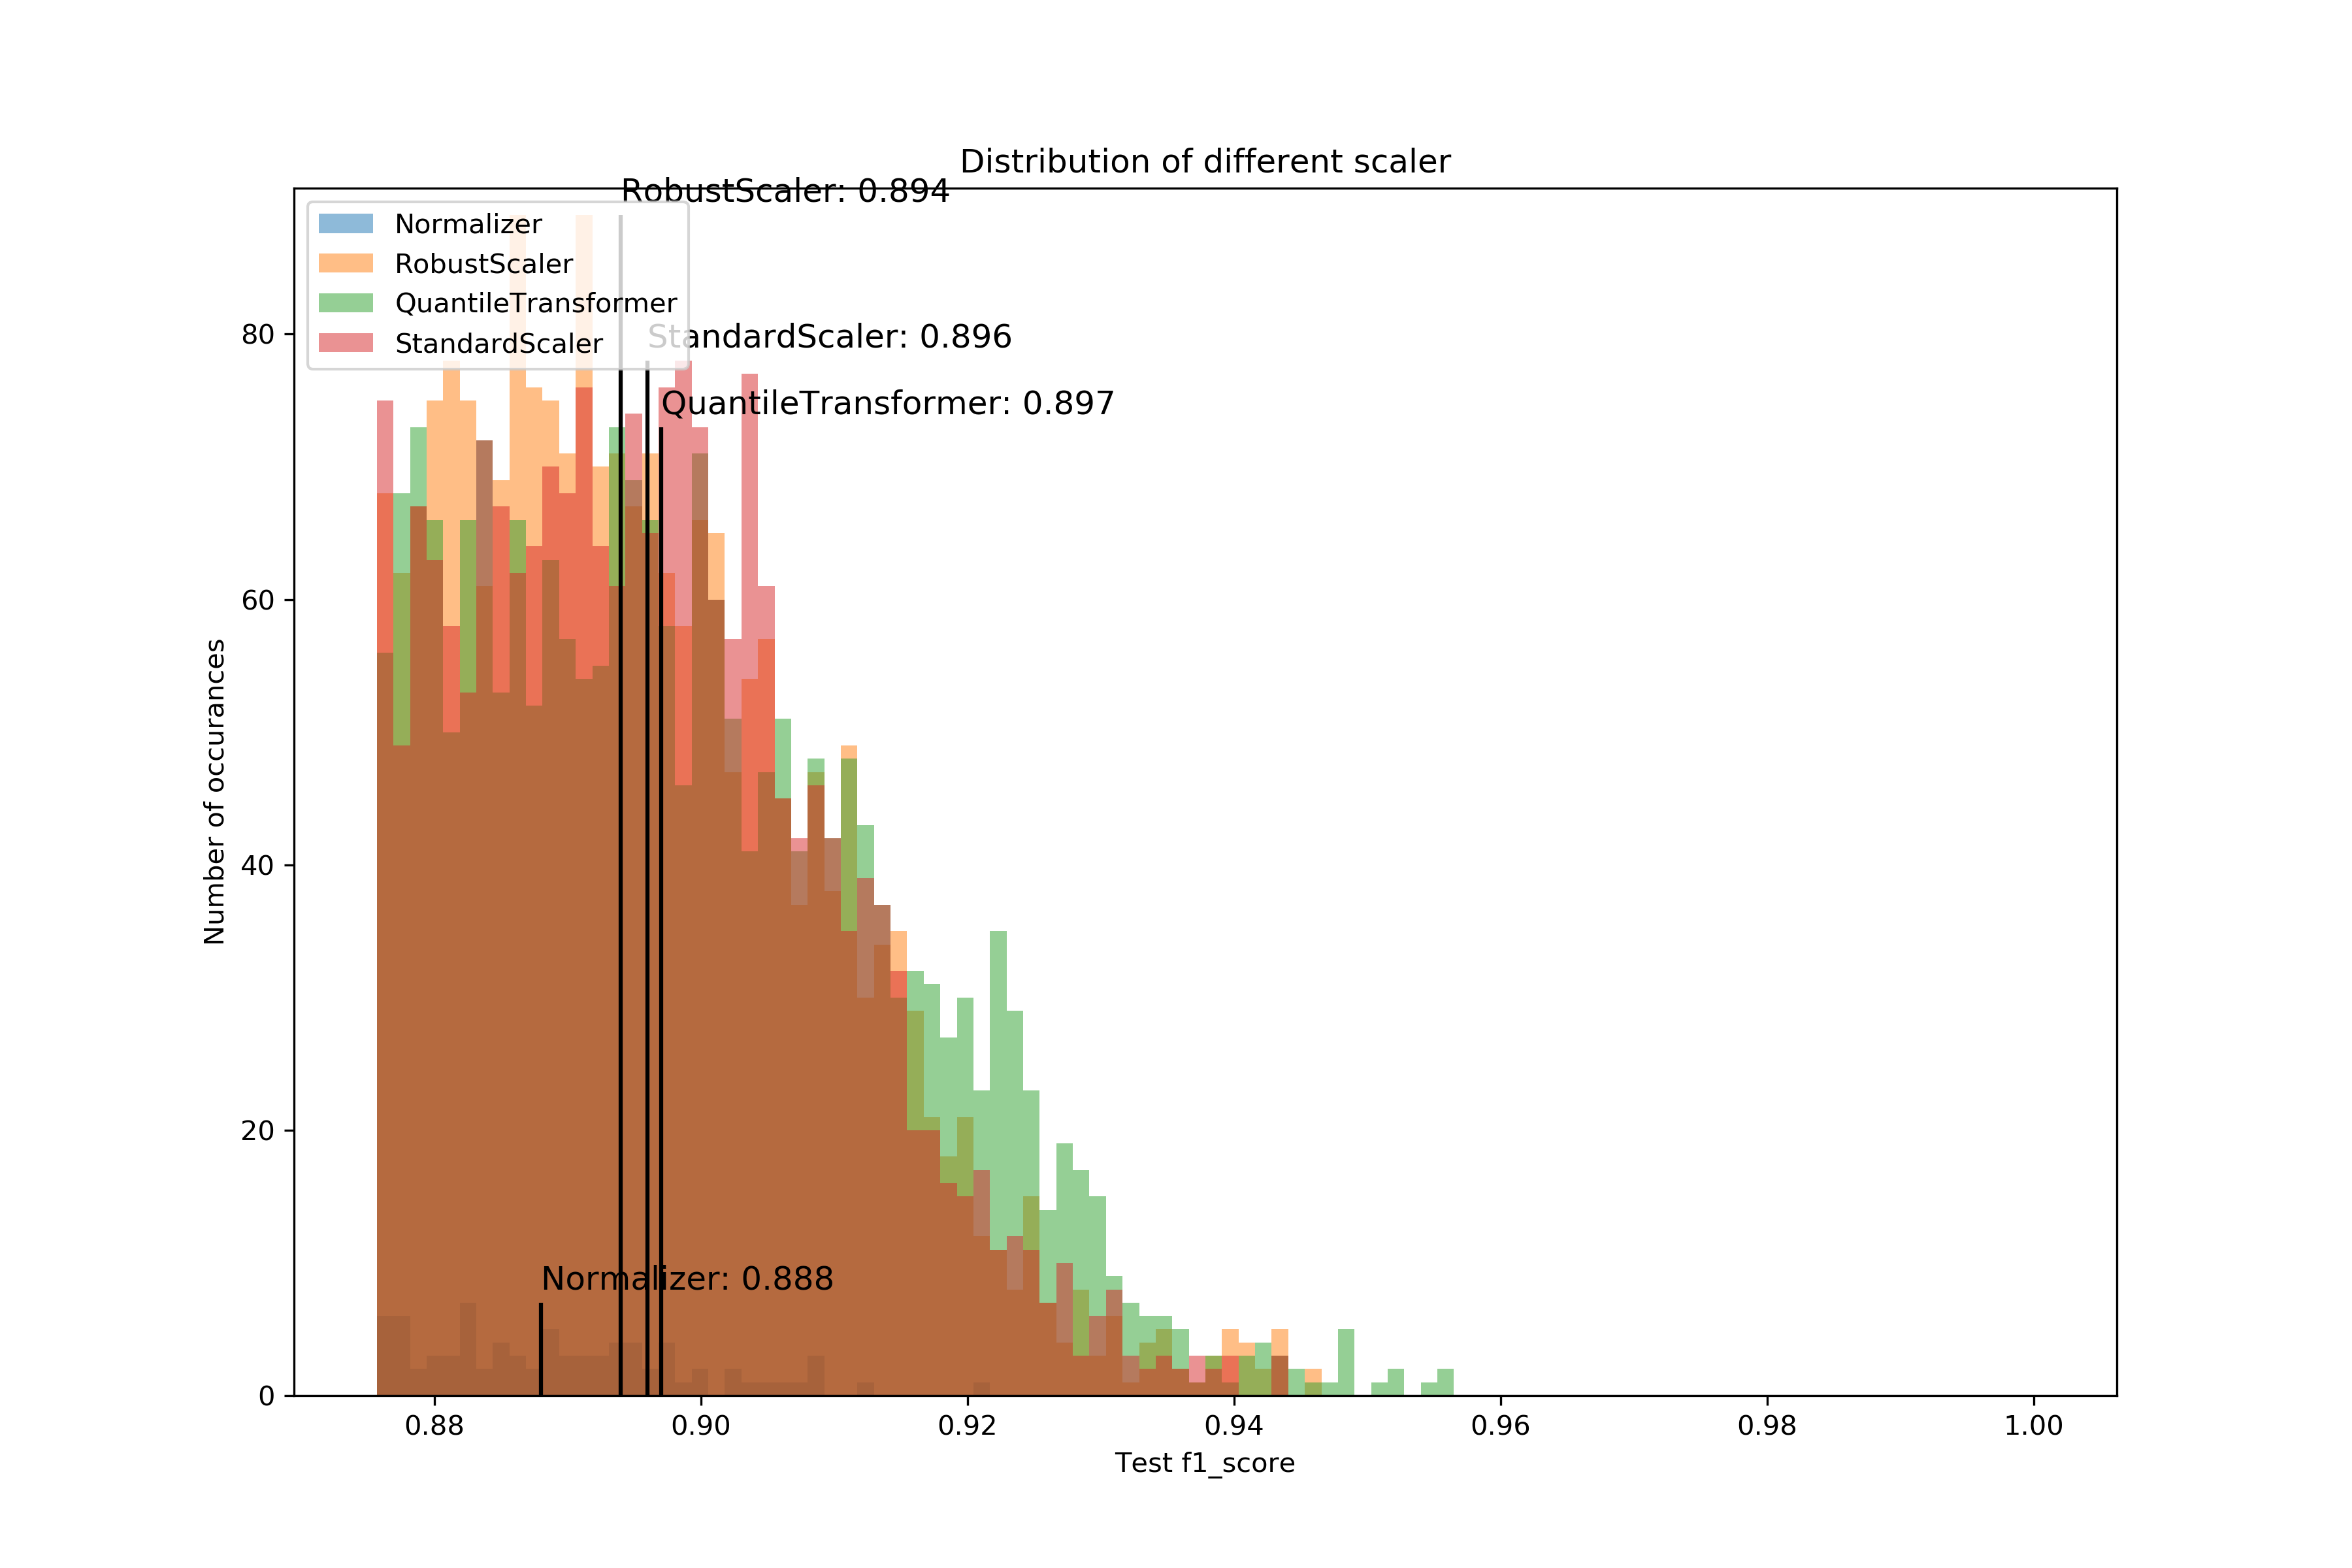 Distribution of different scaler
RobustScaler: 0.894
Normalizer
RobustScaler
QuantileTransformer
StandardScaler
StandardScaler: 0.896
QuantileTransformer: 0.897
Normalizer: 0.888
Number of occurances
80
60
40
20
0
0.88 0.90 0.92 0.94 0.96 0.98 1.00
Test f1_score